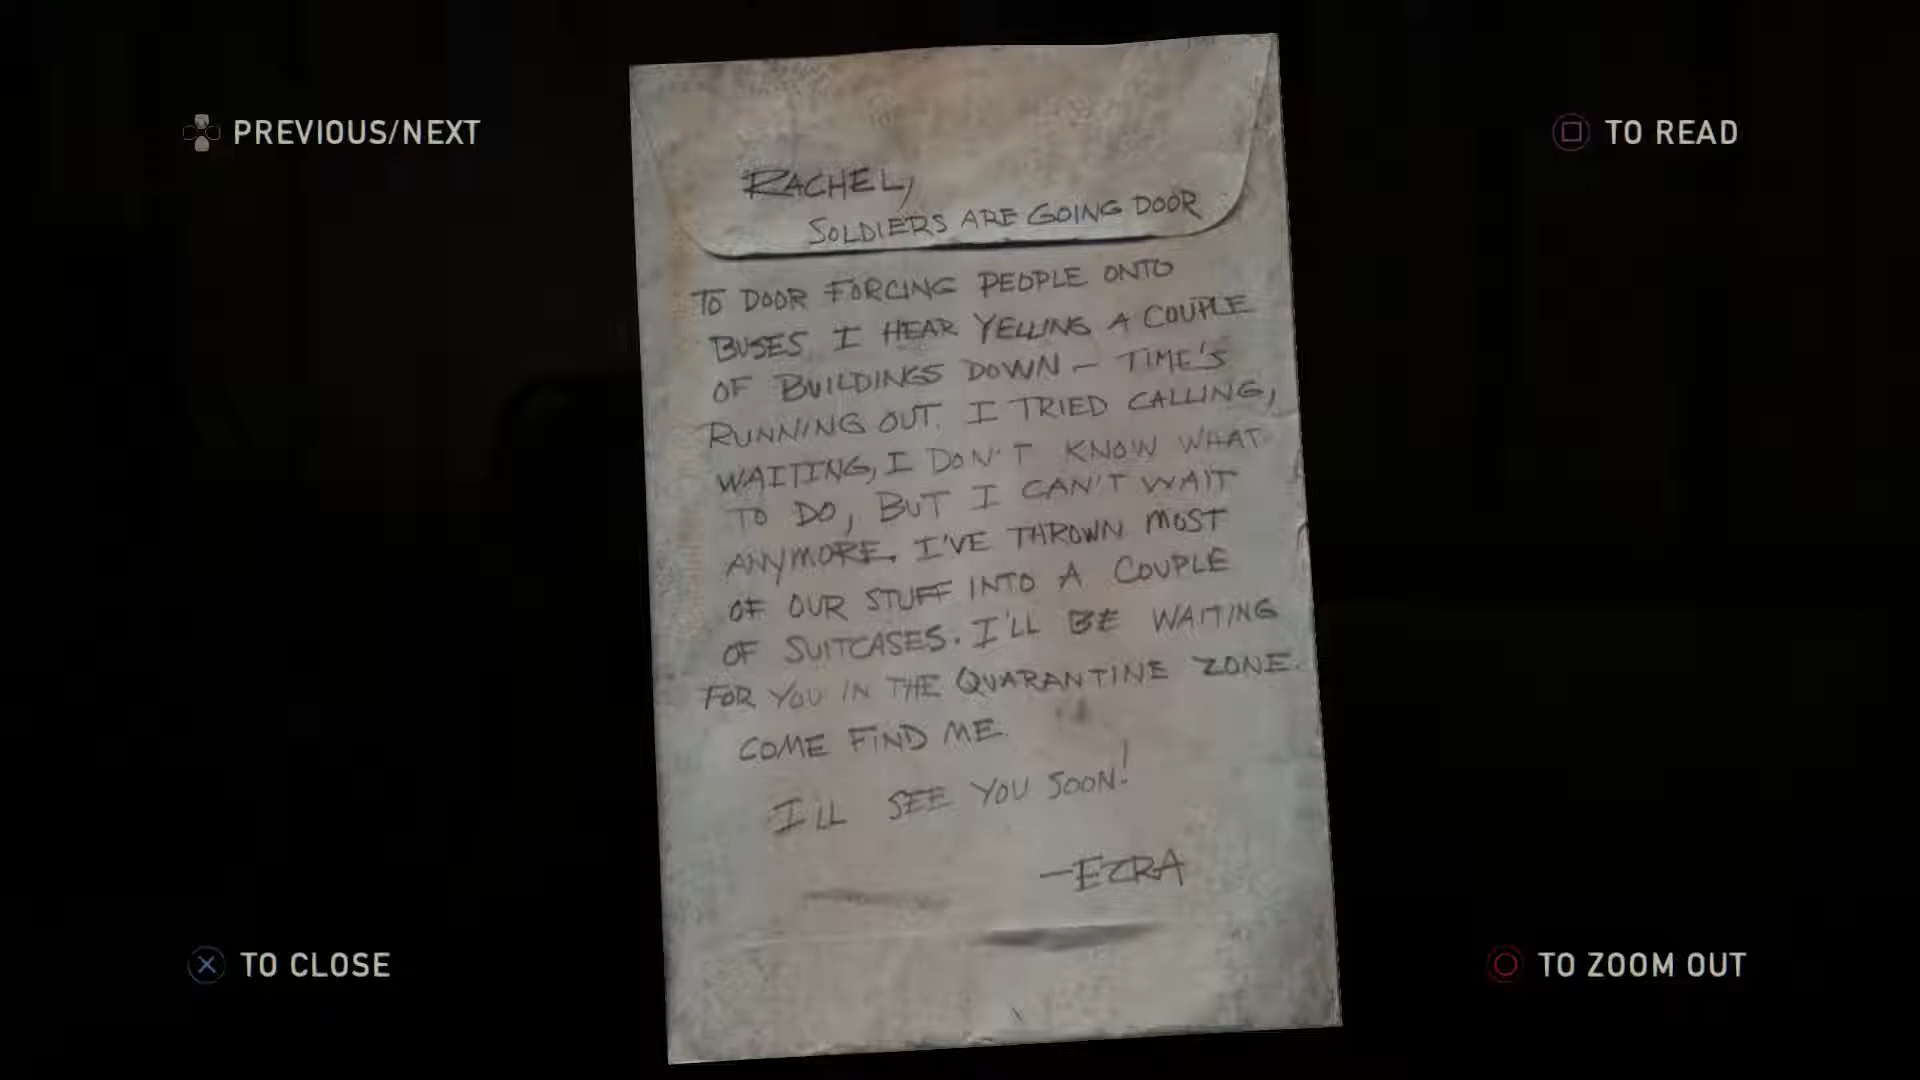 PREVIOUS/NEXT
TO READ
RACHEL,
SOLDIERS ARE GOING DOOR
TO DOOR FORCING PEOPLE ONTO
BUSES. I HEAR YELLING A COUPLE
OF BUILDINGS DOWN - TIME'S
RUNNING OUT. I TRIED CALLING,
WAITING, I DON'T KNOW WHAT
TO DO, BUT I CAN'T WAIT
ANYMORE. I'VE THROWN MOST
OF OUR STUFF INTO A COUPLE
OF SUITCASES. I'LL BE WAITING
FOR YOU IN THE QUARANTINE ZONE.
COME FIND ME.
I'LL SEE YOU SOON!
-EZRA
TO CLOSE
TO ZOOM OUT